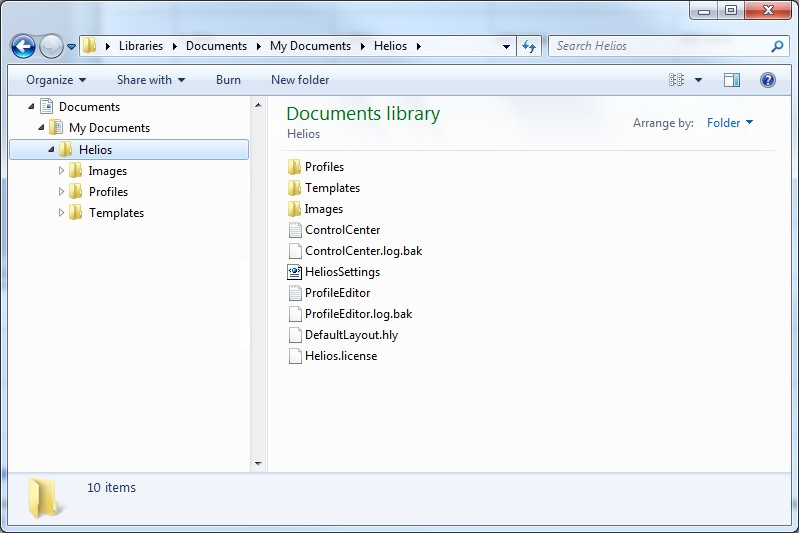 Libraries Documents My Documents Helios
Search Helios
Organize Share with Burn New folder
Documents
My Documents
Helios
Images
Profiles
Templates
Documents library
Helios
Arrange by: Folder
Profiles
Templates
Images
ControlCenter
ControlCenter.log.bak
HeliosSettings
ProfileEditor
ProfileEditor.log.bak
DefaultLayout.hly
Helios.license
10 items